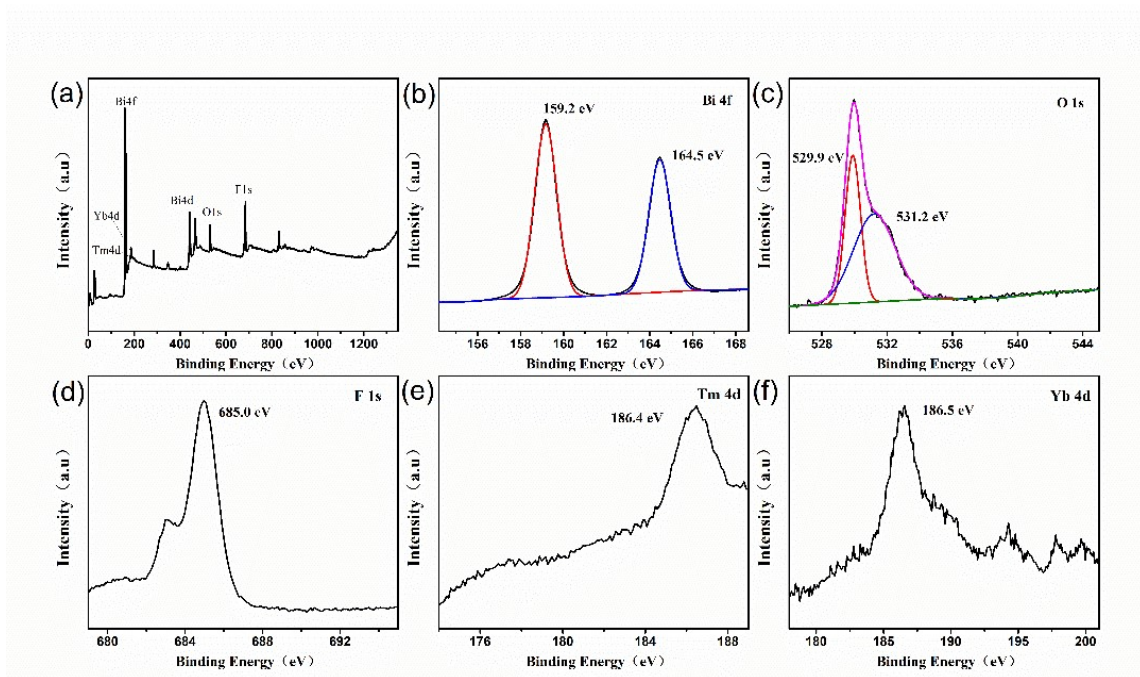 (a)
Bi4f
Yb4d
Tm4d
Bi4d
O1s
F1s
Intensity（a.u）
0 200 400 600 800 1000 1200
Binding Energy（eV）
(b)
Bi 4f
159.2 eV
164.5 eV
Intensity（a.u）
156 158 160 162 164 166 168
Binding Energy（eV）
(c)
O 1s
529.9 eV
531.2 eV
Intensity（a.u）
528 532 536 540 544
Binding Energy（eV）
(d)
F 1s
685.0 eV
Intensity（a.u）
680 684 688 692
Binding Energy（eV）
(e)
Tm 4d
186.4 eV
Intensity（a.u）
176 180 184 188
Binding Energy（eV）
(f)
Yb 4d
186.5 eV
Intensity（a.u）
180 185 190 195 200
Binding Energy（eV）